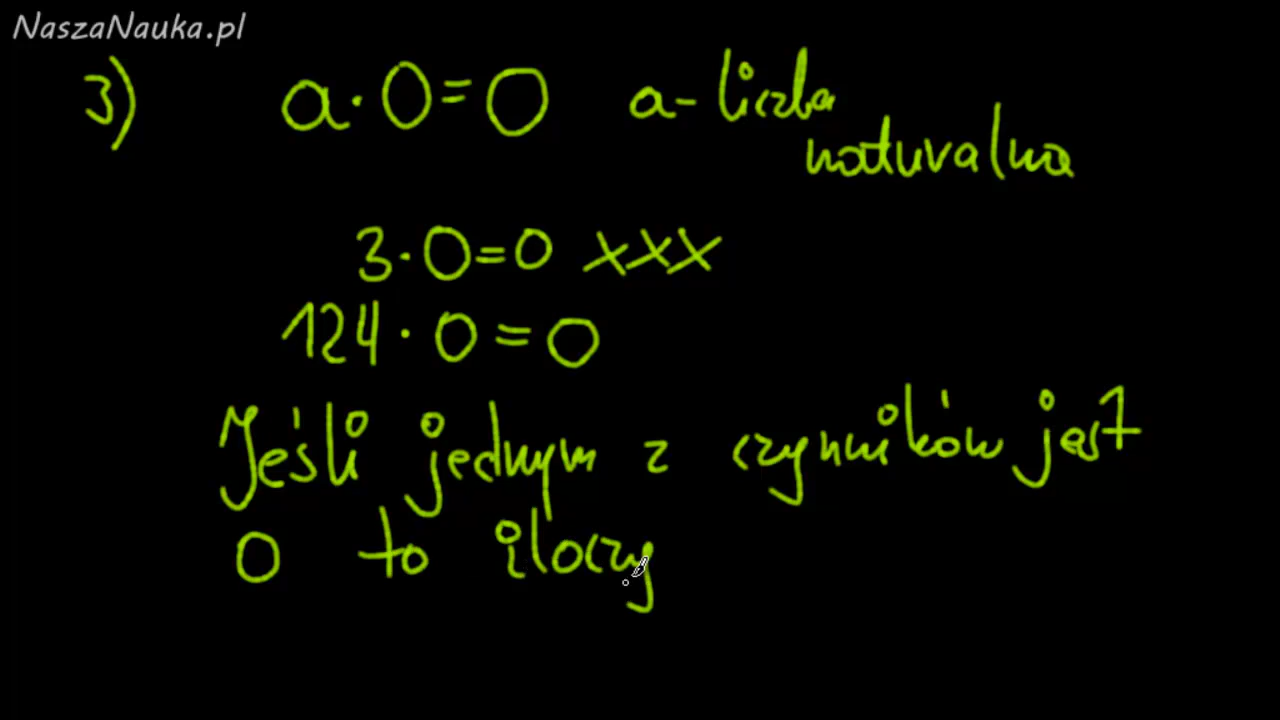 NaszaNauka.pl
3) a · 0 = 0 a - liczba
naturalna
3 · 0 = 0 xxx
124 · 0 = 0
Jeśli jednym z czynników jest
0 to iloczy